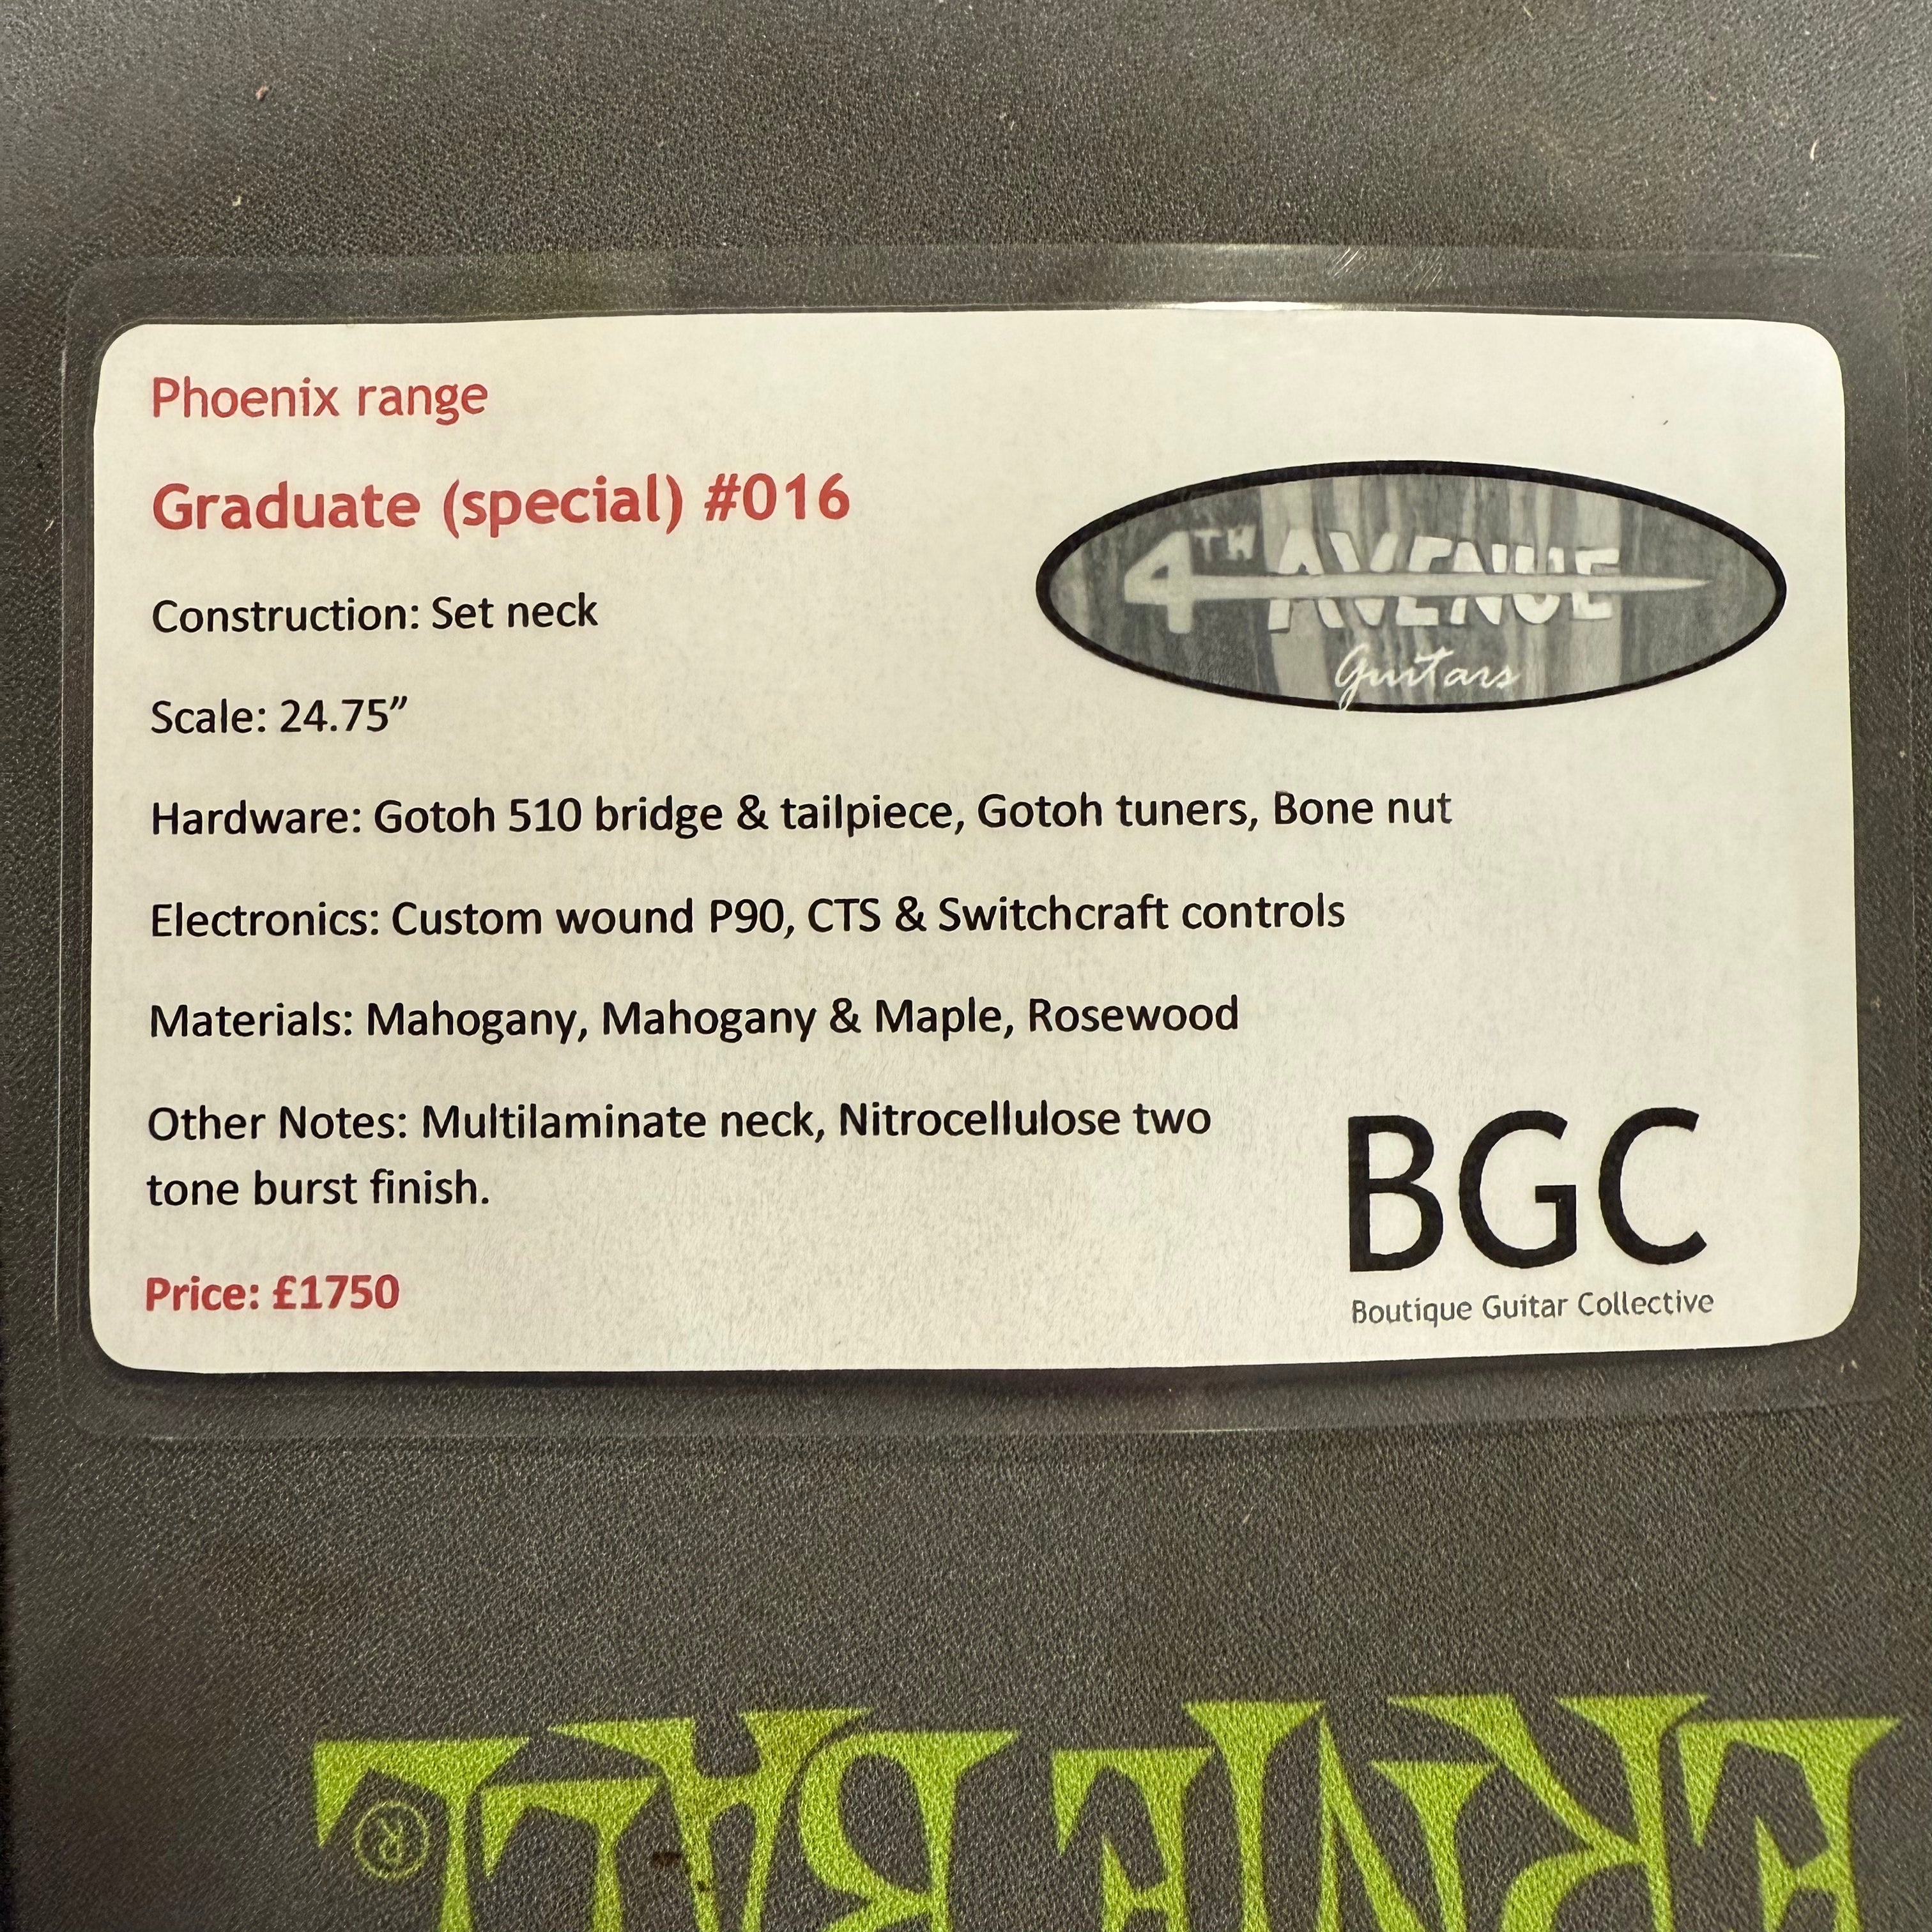 Phoenix range
Graduate (special) #016
4TH AVENUE
Guitars
Construction: Set neck
Scale: 24.75”
Hardware: Gotoh 510 bridge & tailpiece, Gotoh tuners, Bone nut
Electronics: Custom wound P90, CTS & Switchcraft controls
Materials: Mahogany, Mahogany & Maple, Rosewood
Other Notes: Multilaminate neck, Nitrocellulose two
tone burst finish.
Price: £1750
BGC
Boutique Guitar Collective
ERNIE BALL ®